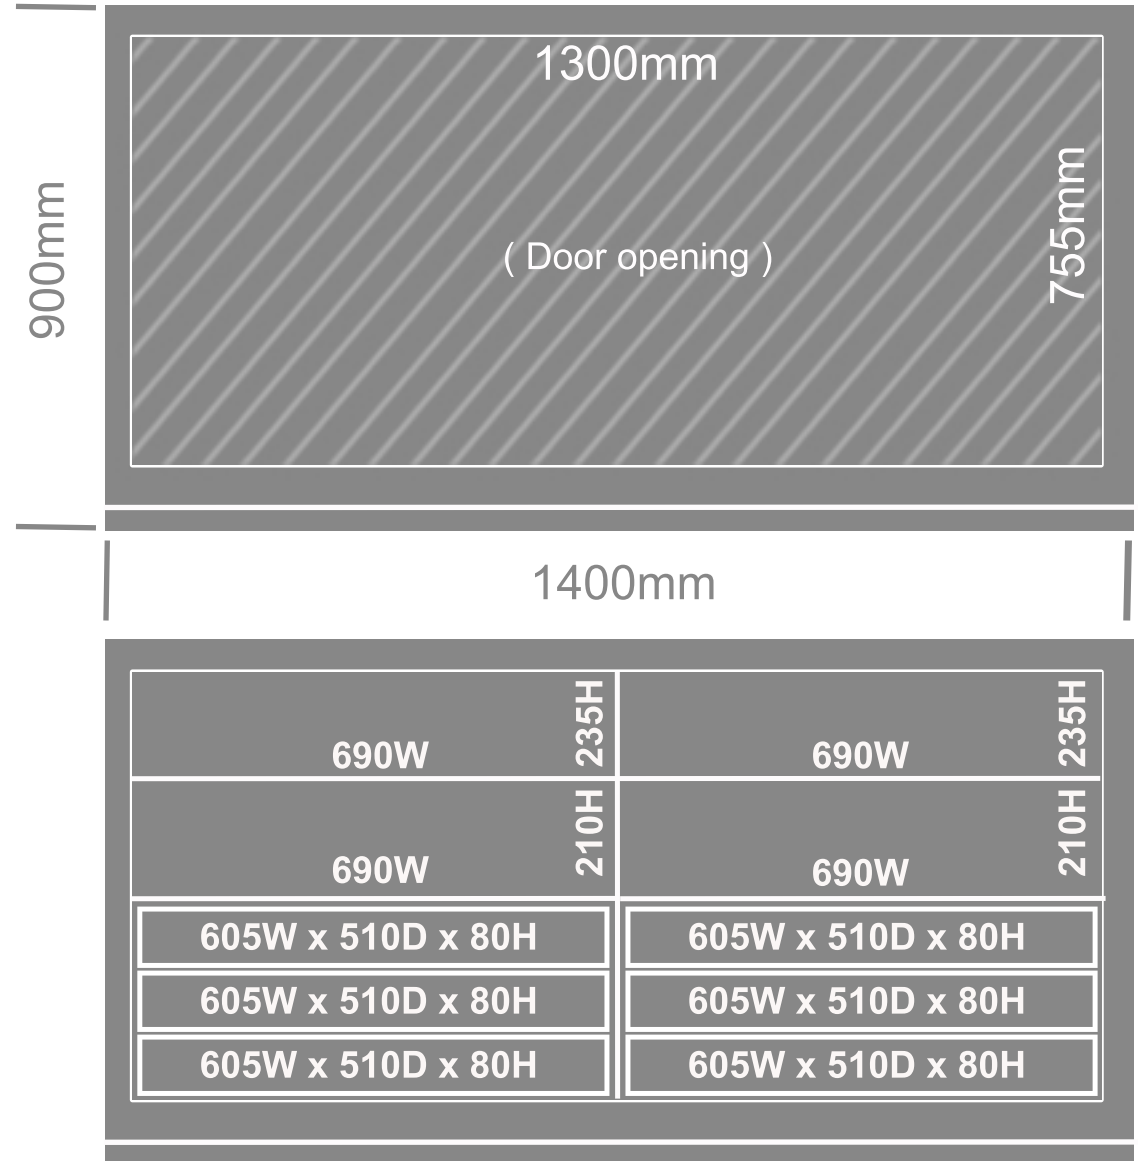 1300mm
755mm
( Door opening )
900mm
1400mm
235H
235H
690W
690W
210H
210H
690W
690W
605W x 510D x 80H
605W x 510D x 80H
605W x 510D x 80H
605W x 510D x 80H
605W x 510D x 80H
605W x 510D x 80H